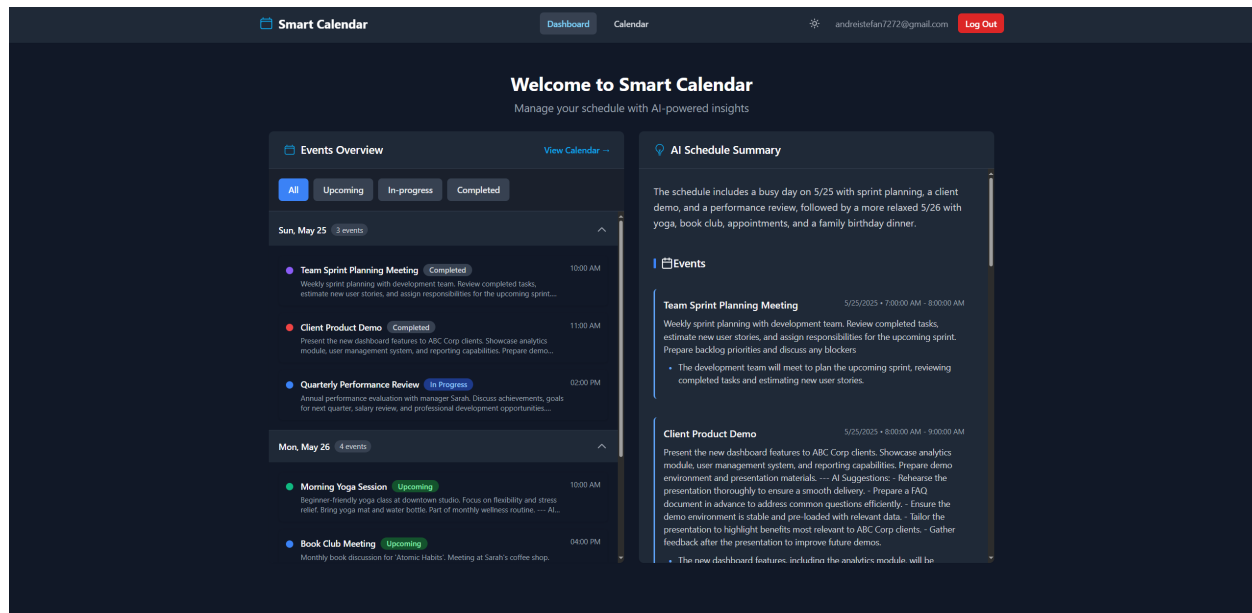 Smart Calendar
Dashboard
Calendar
andreistefan7272@gmail.com
Log Out
Welcome to Smart Calendar
Manage your schedule with AI-powered insights
Events Overview
View Calendar →
All
Upcoming
In-progress
Completed
Sun, May 25
3 events
Team Sprint Planning Meeting
Completed
10:00 AM
Weekly sprint planning with development team. Review completed tasks,
estimate new user stories, and assign responsibilities for the upcoming sprint....
Client Product Demo
Completed
11:00 AM
Present the new dashboard features to ABC Corp clients. Showcase analytics
module, user management system, and reporting capabilities. Prepare demo...
Quarterly Performance Review
In Progress
02:00 PM
Annual performance evaluation with manager Sarah. Discuss achievements, goals
for next quarter, salary review, and professional development opportunities....
Mon, May 26
4 events
Morning Yoga Session
Upcoming
10:00 AM
Beginner-friendly yoga class at downtown studio. Focus on flexibility and stress
relief. Bring yoga mat and water bottle. Part of monthly wellness routine. --- AI...
Book Club Meeting
Upcoming
04:00 PM
Monthly book discussion for 'Atomic Habits'. Meeting at Sarah's coffee shop.
AI Schedule Summary
The schedule includes a busy day on 5/25 with sprint planning, a client
demo, and a performance review, followed by a more relaxed 5/26 with
yoga, book club, appointments, and a family birthday dinner.
Events
Team Sprint Planning Meeting
5/25/2025 • 7:00:00 AM - 8:00:00 AM
Weekly sprint planning with development team. Review completed tasks,
estimate new user stories, and assign responsibilities for the upcoming sprint.
Prepare backlog priorities and discuss any blockers
• The development team will meet to plan the upcoming sprint, reviewing
completed tasks and estimating new user stories.
Client Product Demo
5/25/2025 • 8:00:00 AM - 9:00:00 AM
Present the new dashboard features to ABC Corp clients. Showcase analytics
module, user management system, and reporting capabilities. Prepare demo
environment and presentation materials. --- AI Suggestions: - Rehearse the
presentation thoroughly to ensure a smooth delivery. - Prepare a FAQ
document in advance to address common questions efficiently. - Ensure the
demo environment is stable and pre-loaded with relevant data. - Tailor the
presentation to highlight benefits most relevant to ABC Corp clients. - Gather
feedback after the presentation to improve future demos.
• The new dashboard features, including the analytics module, will be